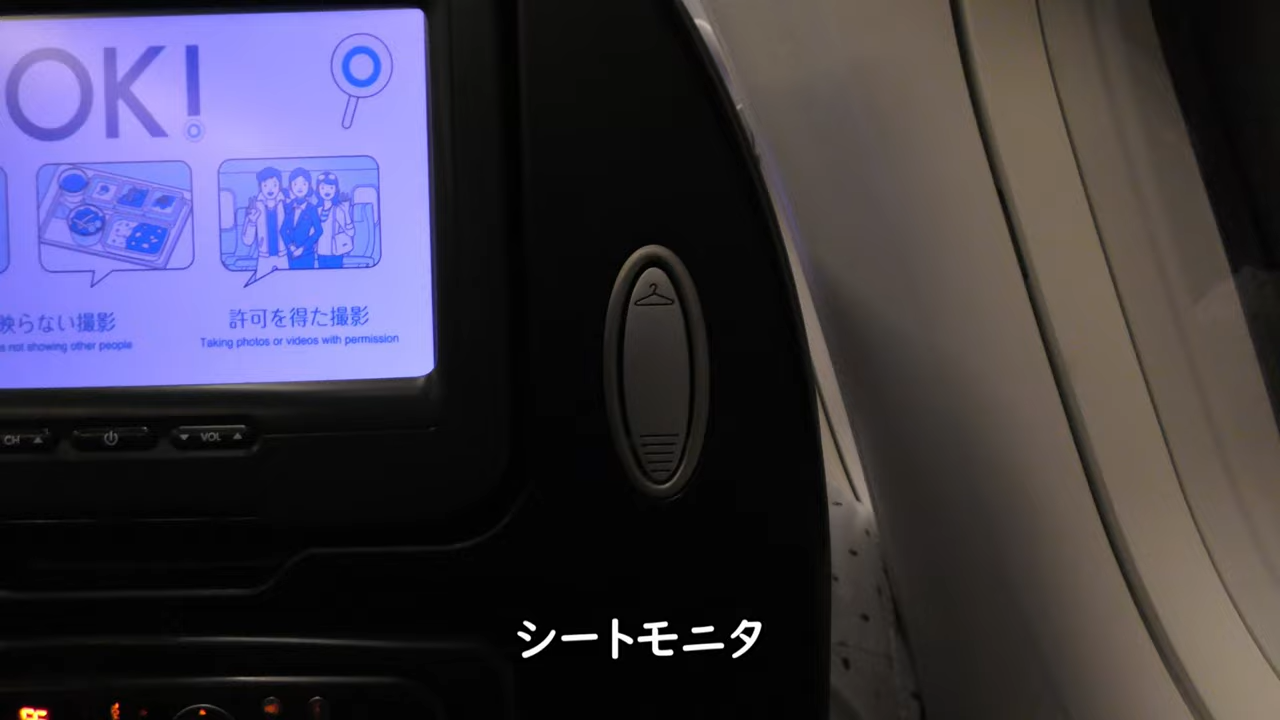 OK!
映らない撮影
not showing other people
許可を得た撮影
Taking photos or videos with permission
CH
VOL
シートモニタ